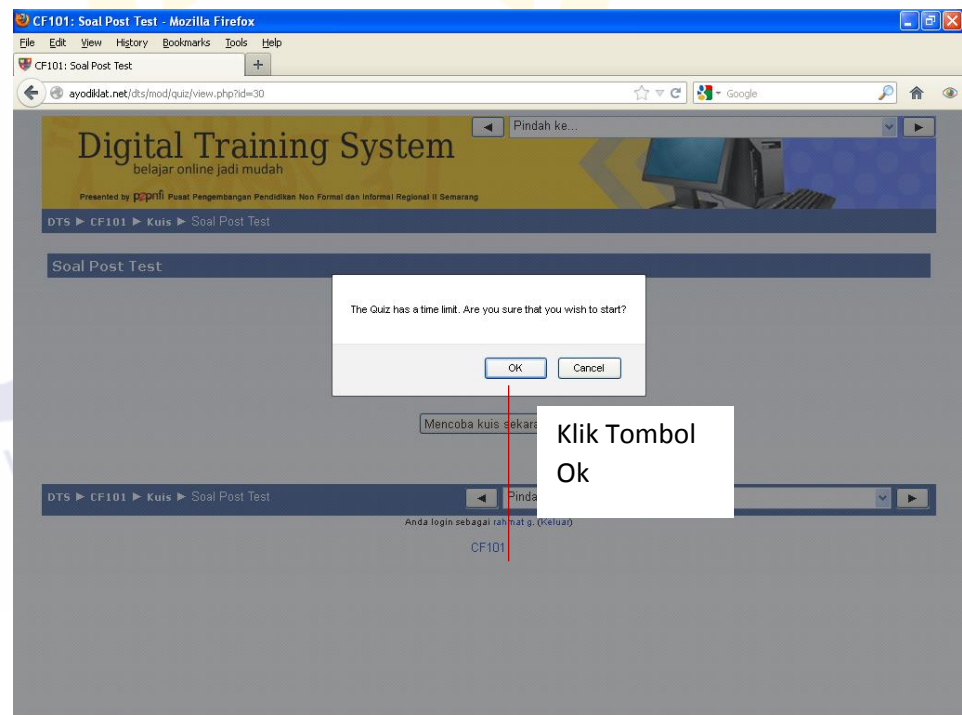 CF101: Soal Post Test - Mozilla Firefox
File Edit View History Bookmarks Tools Help
CF101: Soal Post Test
ayodiklat.net/dts/mod/quiz/view.php?id=30
Google
Pindah ke...
Digital Training System
belajar online jadi mudah
Presented by p2pnfi Pusat Pengembangan Pendidikan Non Formal dan Informal Regional II Semarang
DTS ► CF101 ► Kuis ► Soal Post Test
Soal Post Test
The Quiz has a time limit. Are you sure that you wish to start?
OK Cancel
Mencoba kuis sekara
Klik Tombol
Ok
DTS ► CF101 ► Kuis ► Soal Post Test
Pinda
Anda login sebagai rahmat g. (Keluar)
CF101